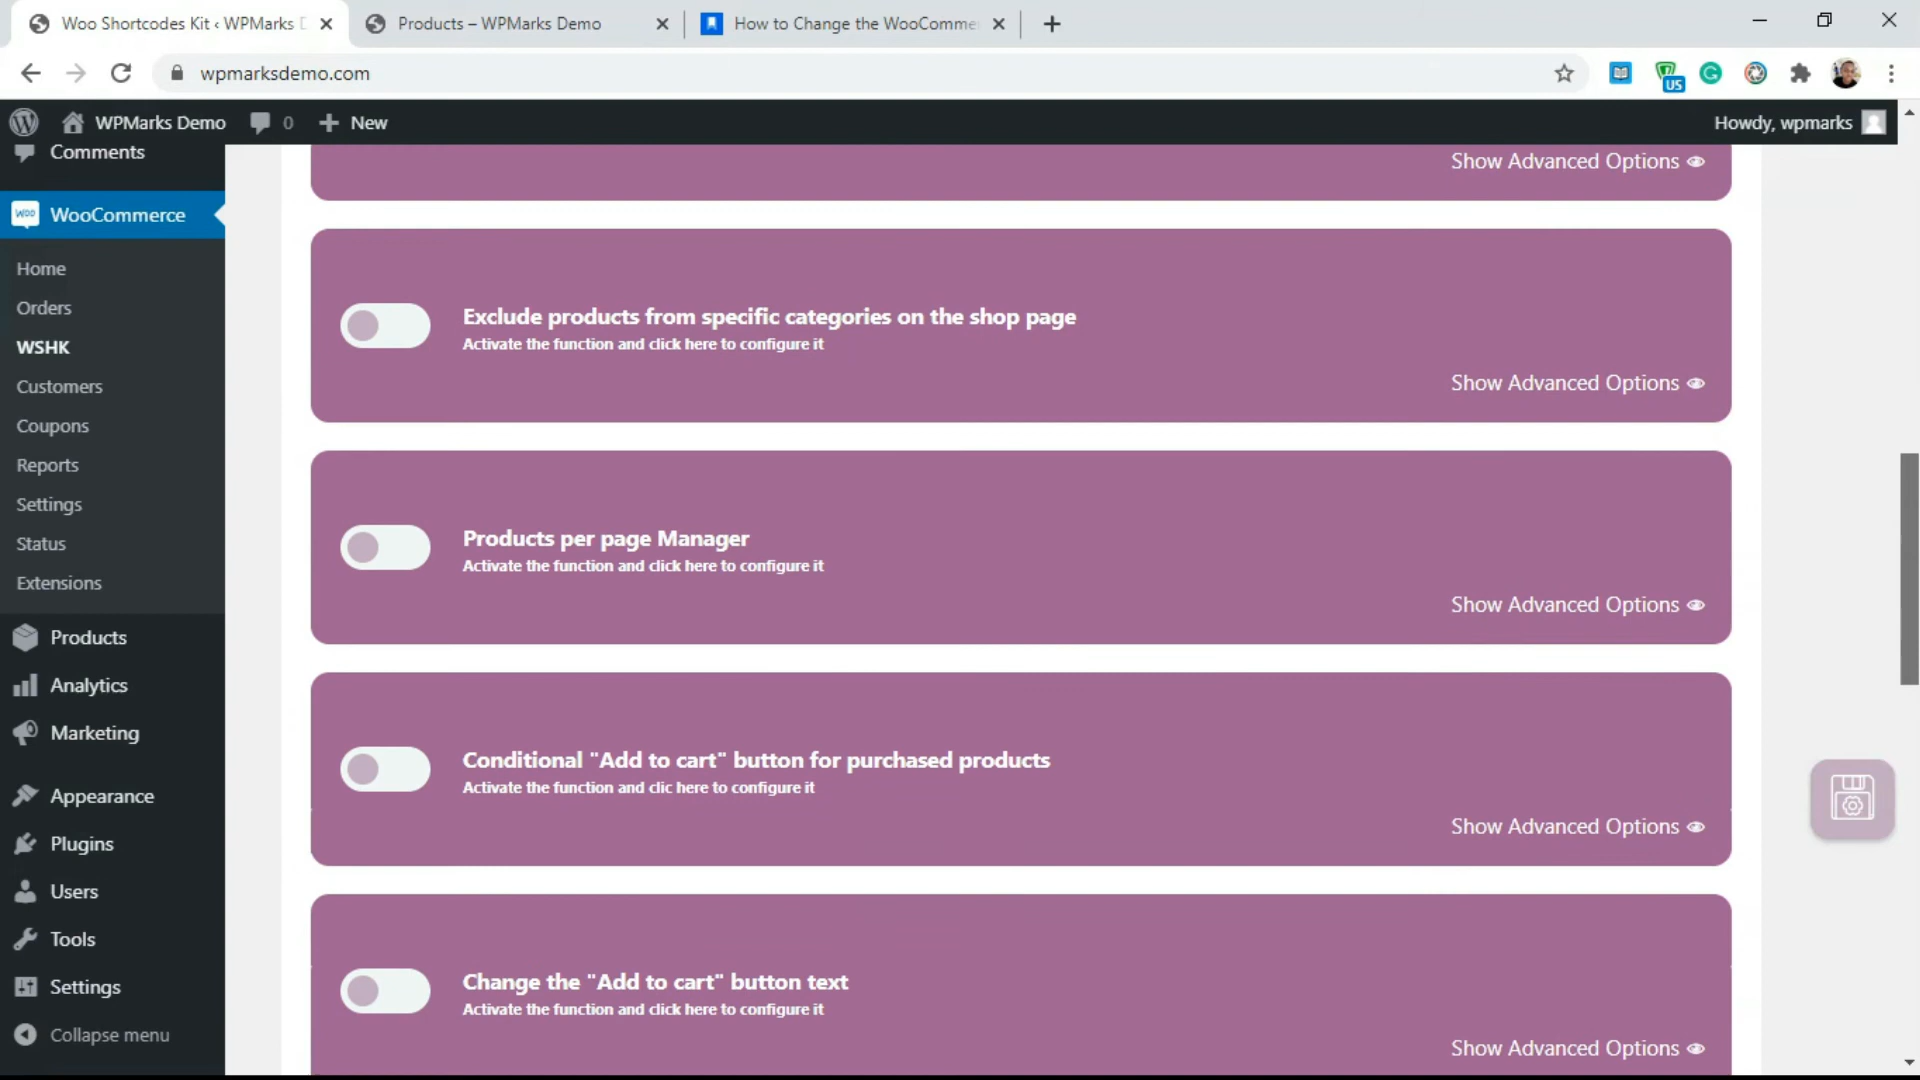 Woo Shortcodes Kit ‹ WPMarks D
Products – WPMarks Demo
How to Change the WooComme
wpmarksdemo.com
US
WPMarks Demo
0
New
Howdy, wpmarks
Comments
Show Advanced Options
woo
WooCommerce
Home
Orders
WSHK
Customers
Coupons
Reports
Settings
Status
Extensions
Products
Analytics
Marketing
Appearance
Plugins
Users
Tools
Settings
Collapse menu
Exclude products from specific categories on the shop page
Activate the function and click here to configure it
Show Advanced Options
Products per page Manager
Activate the function and click here to configure it
Show Advanced Options
Conditional "Add to cart" button for purchased products
Activate the function and clic here to configure it
Show Advanced Options
Change the "Add to cart" button text
Activate the function and click here to configure it
Show Advanced Options